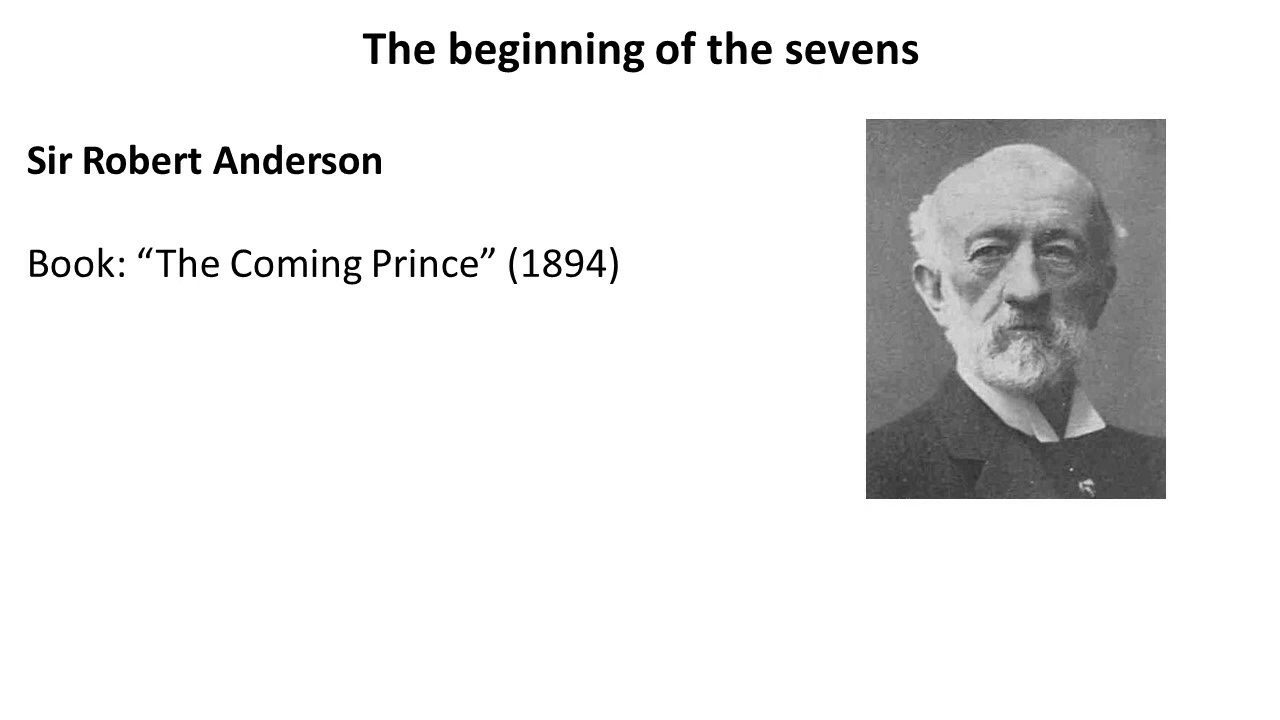 The beginning of the sevens
Sir Robert Anderson
Book: “The Coming Prince” (1894)